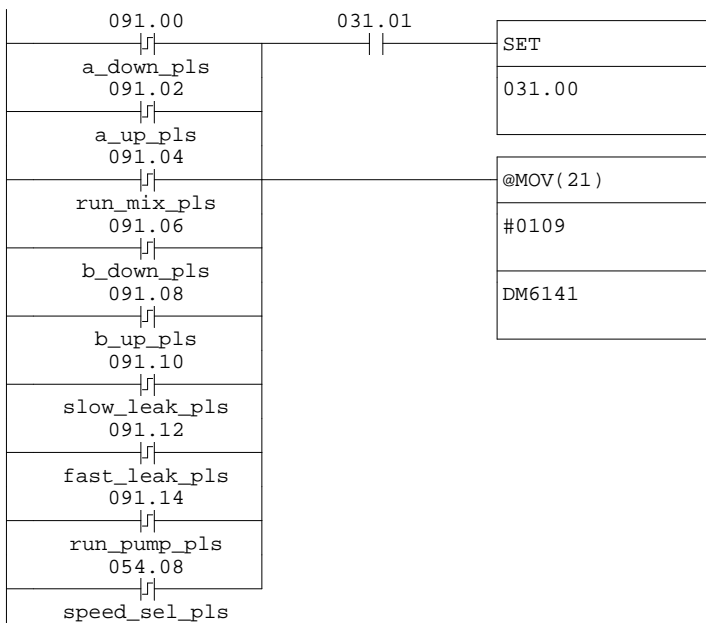 091.00 031.01
SET
a_down_pls
091.02 031.00
a_up_pls
091.04
@MOV(21)
run_mix_pls
091.06 #0109
b_down_pls
091.08 DM6141
b_up_pls
091.10
slow_leak_pls
091.12
fast_leak_pls
091.14
run_pump_pls
054.08
speed_sel_pls